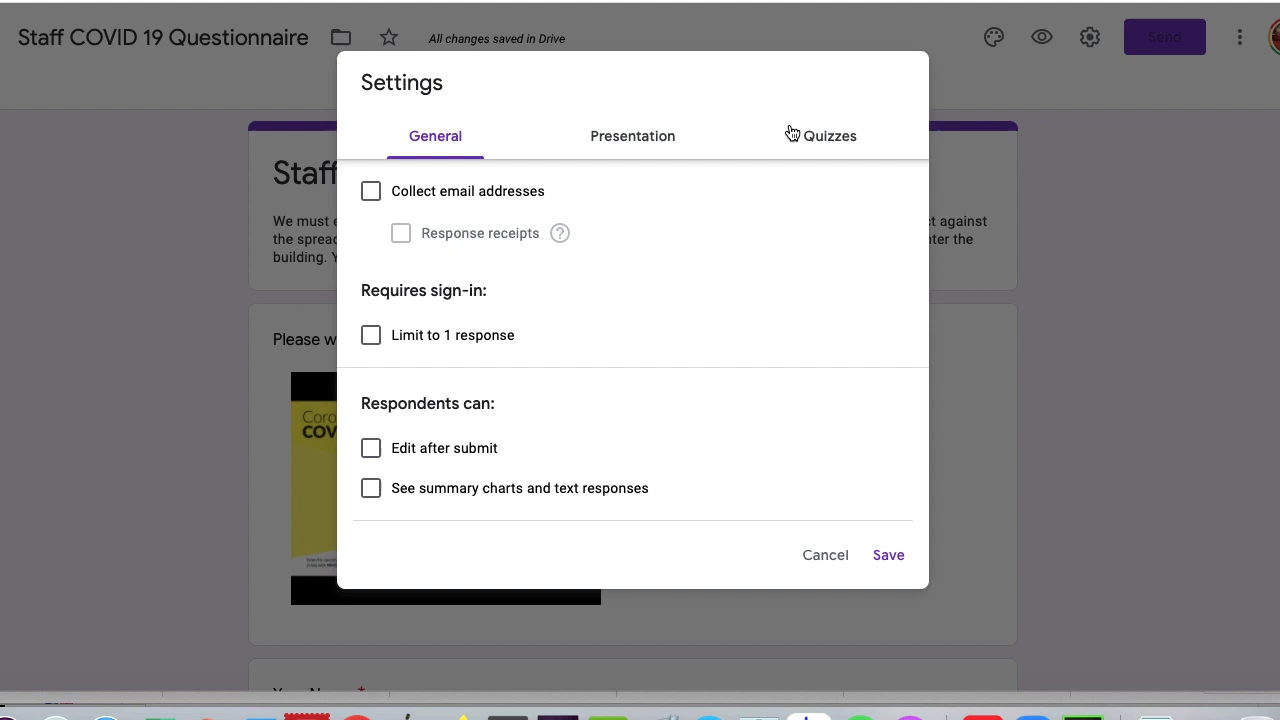 Staff COVID 19 Questionnaire
All changes saved in Drive
Send
Settings
General
Presentation
Quizzes
Staff
Collect email addresses
We must
t against
the
Response receipts
ter the
building.
Requires sign-in:
Please
Limit to 1 response
Respondents can:
COV
Edit after submit
See summary charts and text responses
Cancel
Save